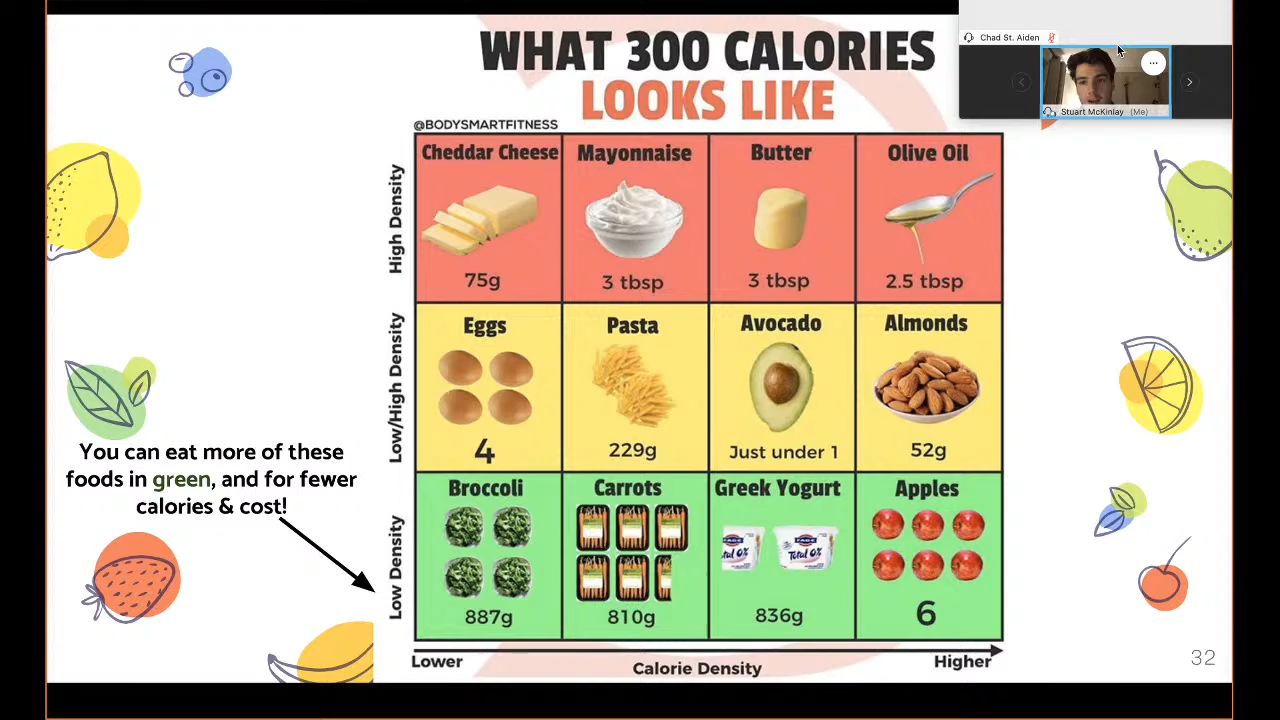 WHAT 300 CALORIES
LOOKS LIKE
Chad St. Aiden
Stuart McKinlay (Me)
@BODYSMARTFITNESS
High Density
Cheddar Cheese
75g
Mayonnaise
3 tbsp
Butter
3 tbsp
Olive Oil
2.5 tbsp
Low/High Density
Eggs
4
Pasta
229g
Avocado
Just under 1
Almonds
52g
You can eat more of these
foods in green, and for fewer
calories & cost!
Low Density
Broccoli
887g
Carrots
810g
Greek Yogurt
FAGE
Total 0%
836g
Apples
6
Lower
Calorie Density
Higher
32